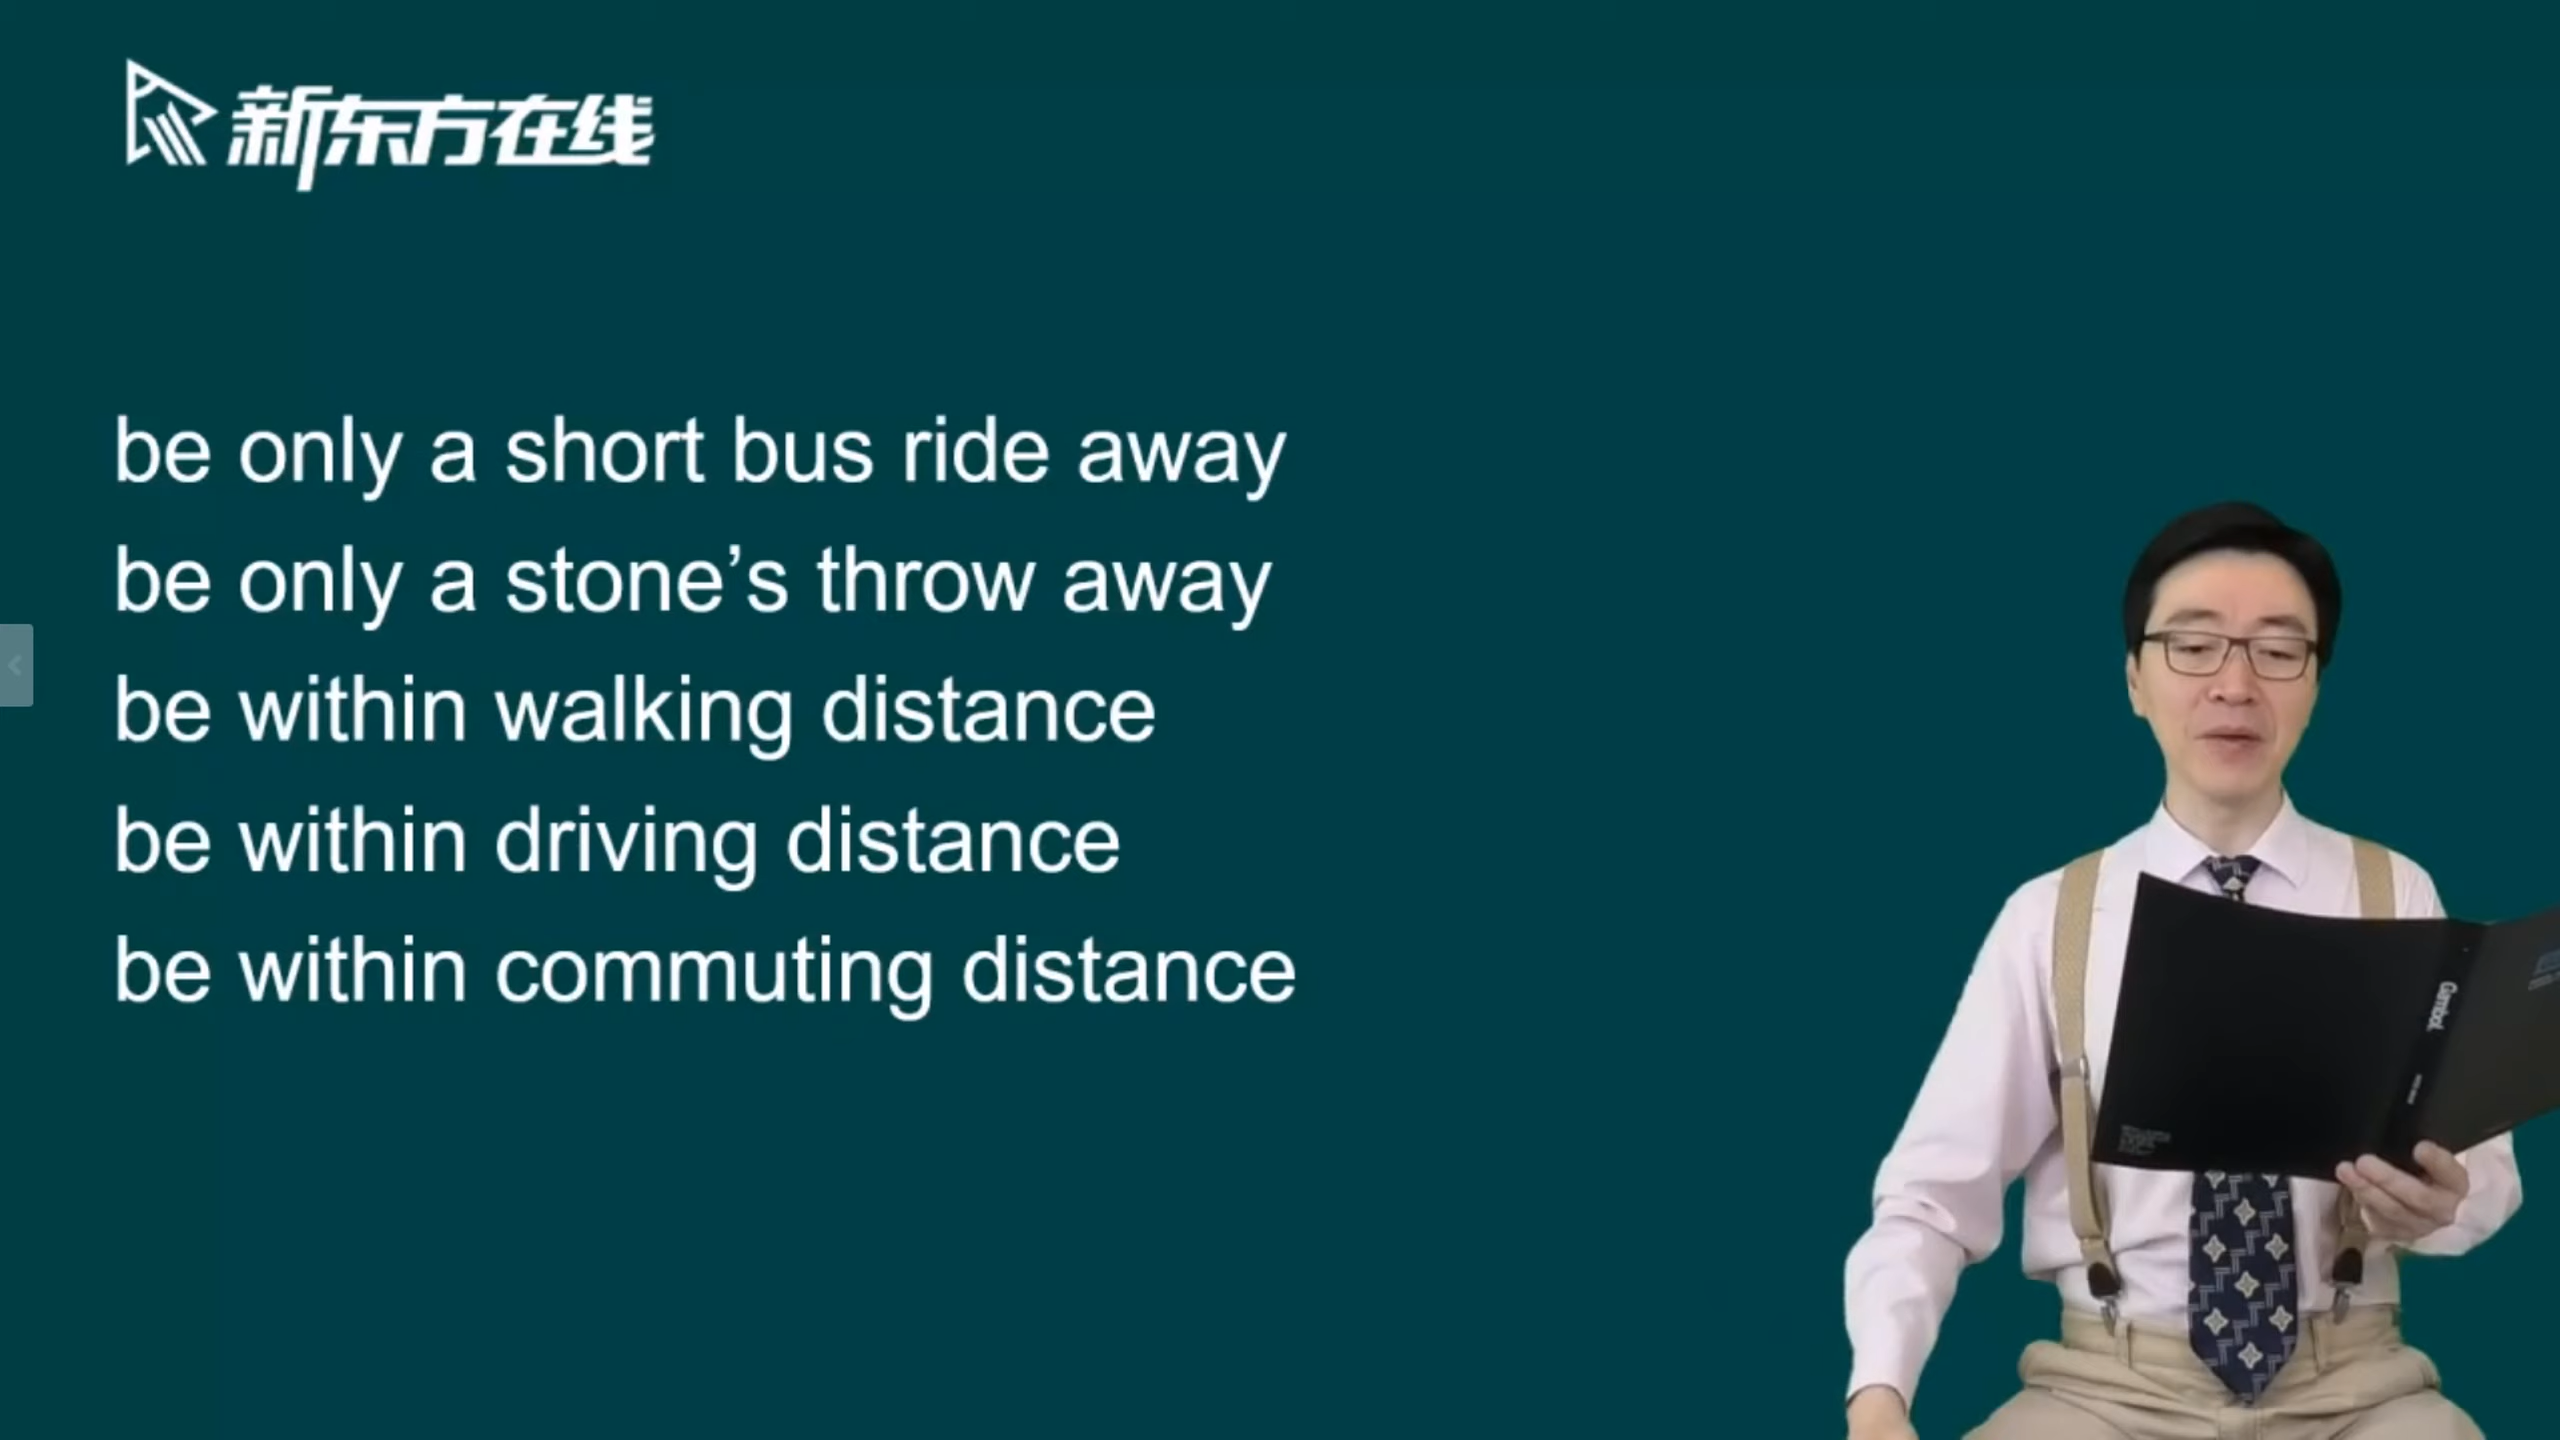 新东方在线
be only a short bus ride away
be only a stone’s throw away
be within walking distance
be within driving distance
be within commuting distance
Gambol